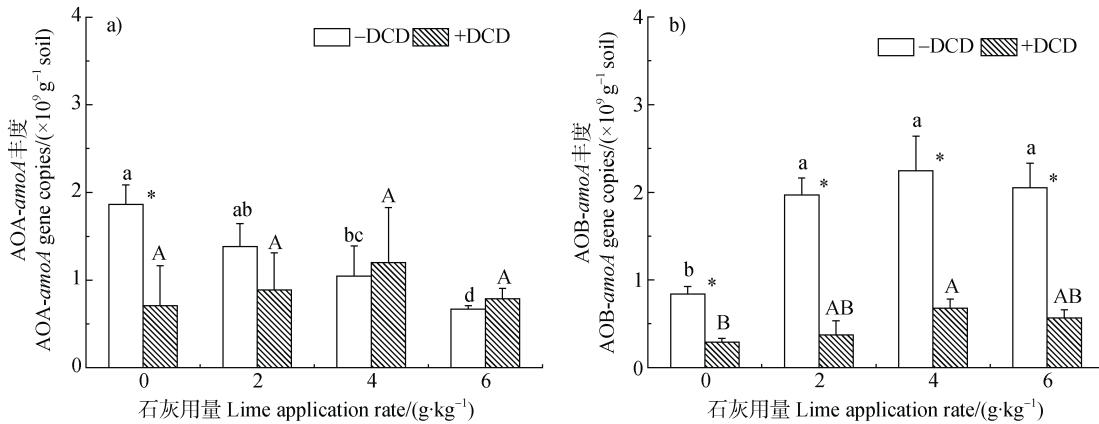 a)
–DCD +DCD
AOA-amoA丰度
AOA-amoA gene copies/(×10⁹ g⁻¹ soil)
4
3
2
1
0
a * A
ab A
bc A
d A
0 2 4 6
石灰用量 Lime application rate/(g·kg⁻¹)
b)
–DCD +DCD
AOB-amoA丰度
AOB-amoA gene copies/(×10⁹ g⁻¹ soil)
4
3
2
1
0
b * B
a * AB
a * A
a * AB
0 2 4 6
石灰用量 Lime application rate/(g·kg⁻¹)